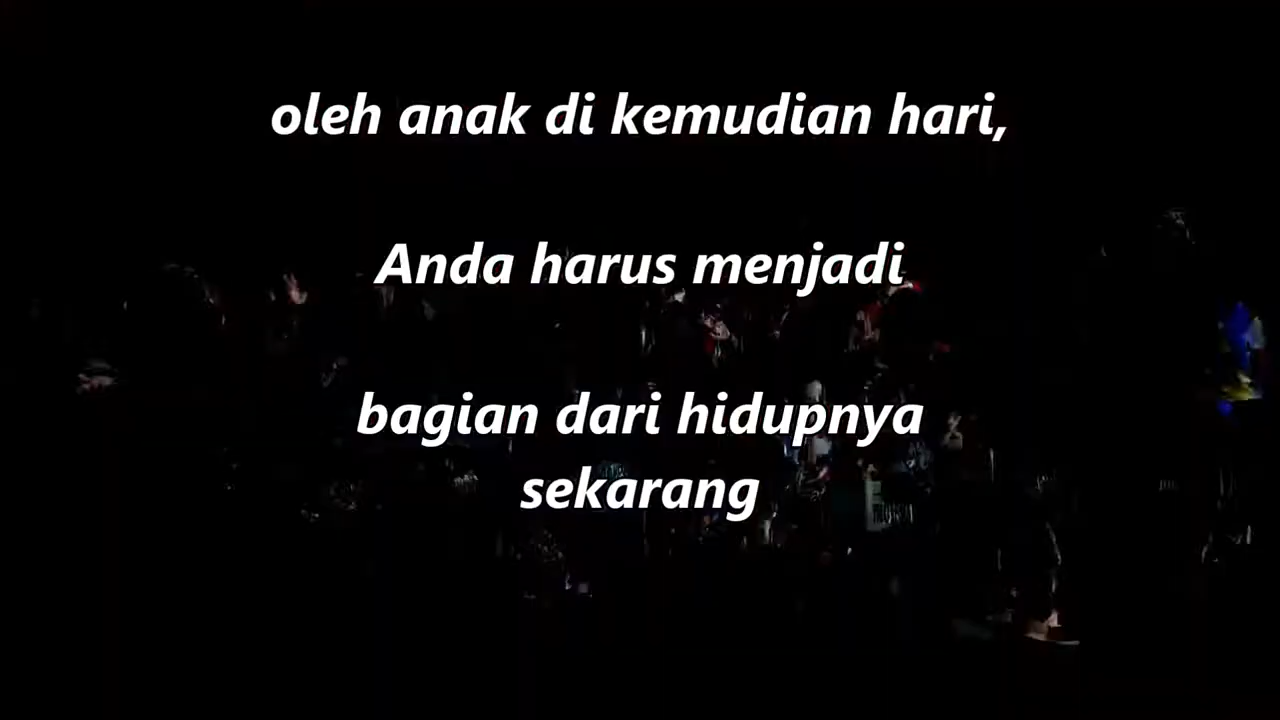 oleh anak di kemudian hari,
Anda harus menjadi
bagian dari hidupnya
sekarang